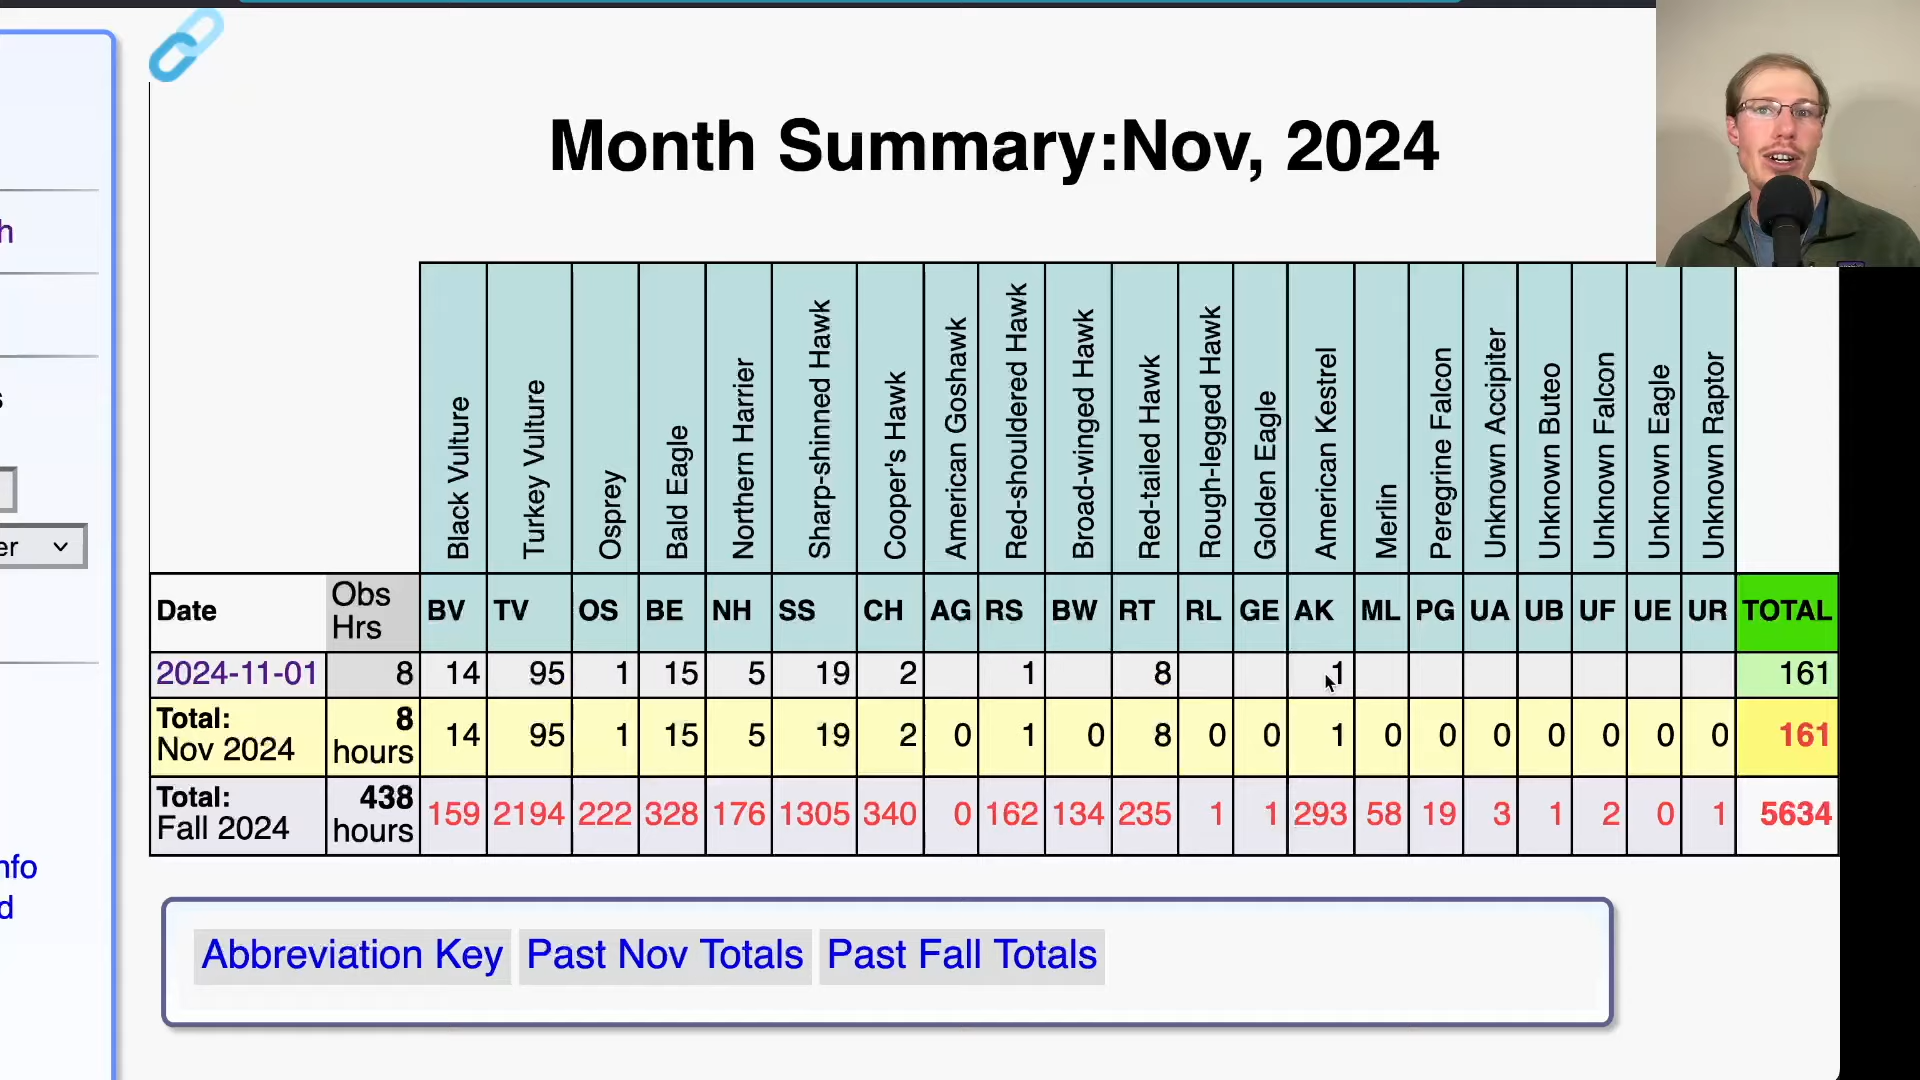 Month Summary:Nov, 2024
h
s
er
nfo
d
Black Vulture
Turkey Vulture
Osprey
Bald Eagle
Northern Harrier
Sharp-shinned Hawk
Cooper's Hawk
American Goshawk
Red-shouldered Hawk
Broad-winged Hawk
Red-tailed Hawk
Rough-legged Hawk
Golden Eagle
American Kestrel
Merlin
Peregrine Falcon
Unknown Accipiter
Unknown Buteo
Unknown Falcon
Unknown Eagle
Unknown Raptor
Date Obs Hrs BV TV OS BE NH SS CH AG RS BW RT RL GE AK ML PG UA UB UF UE UR TOTAL
2024-11-01 8 14 95 1 15 5 19 2 1 8 1 161
Total: Nov 2024 8 hours 14 95 1 15 5 19 2 0 1 0 8 0 0 1 0 0 0 0 0 0 0 161
Total: Fall 2024 438 hours 159 2194 222 328 176 1305 340 0 162 134 235 1 1 293 58 19 3 1 2 0 1 5634
Abbreviation Key Past Nov Totals Past Fall Totals